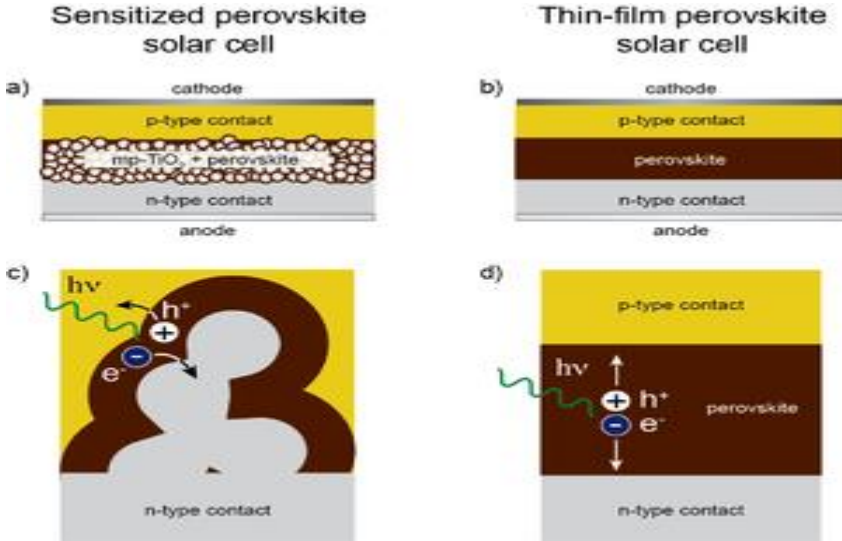 Sensitized perovskite
solar cell
Thin-film perovskite
solar cell
a)
cathode
p-type contact
mp-TiO₂ + perovskite
n-type contact
anode
b)
cathode
p-type contact
perovskite
n-type contact
anode
c)
hν
h⁺
e⁻
n-type contact
d)
p-type contact
hν
h⁺
e⁻
perovskite
n-type contact